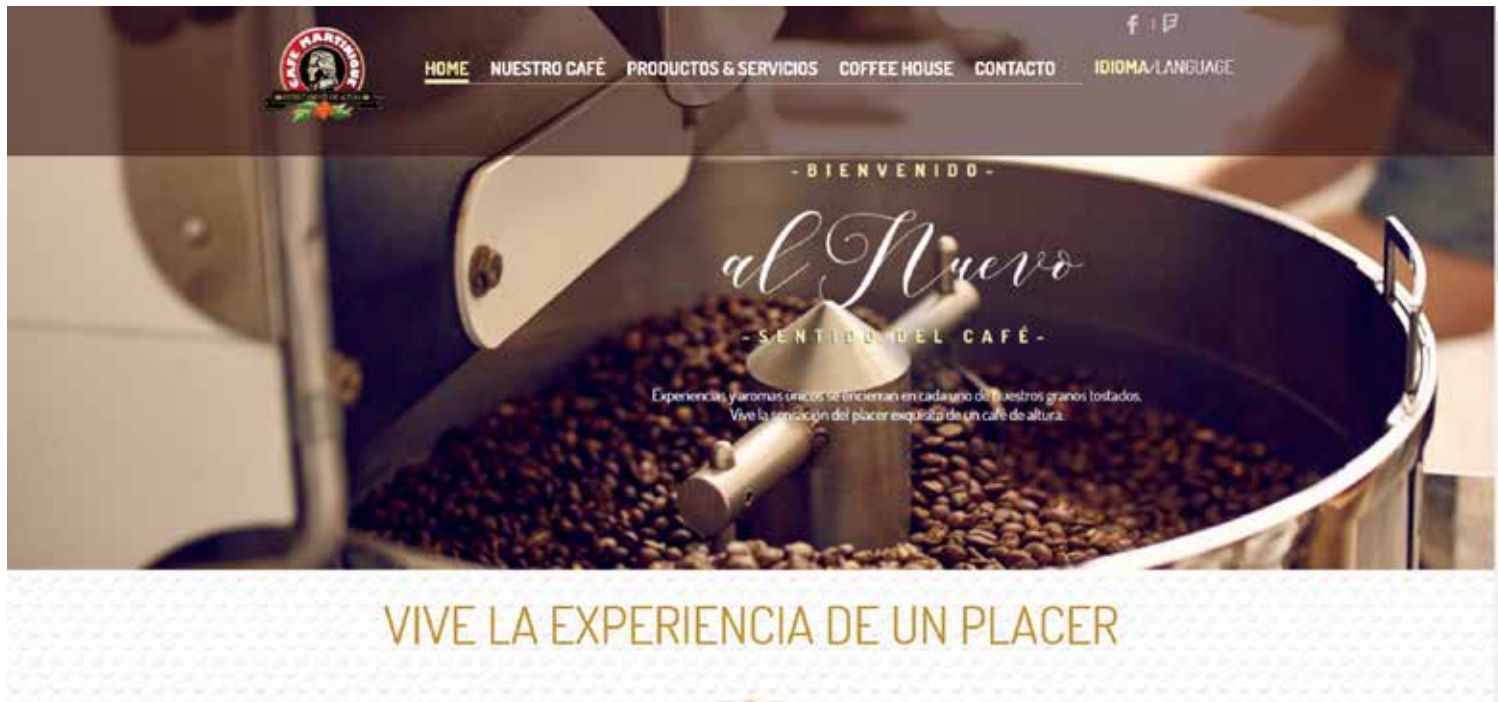 CAFE MARTINIQUE
HOME NUESTRO CAFÉ PRODUCTOS & SERVICIOS COFFEE HOUSE CONTACTO IDIOMA/LANGUAGE
-BIENVENIDO-
al Nuevo
-SENTIDO DEL CAFÉ-
Experiencias y aromas únicos se encierran en cada uno de nuestros granos tostados.
Vive la sensación del placer exquisito de un café de altura.
VIVE LA EXPERIENCIA DE UN PLACER